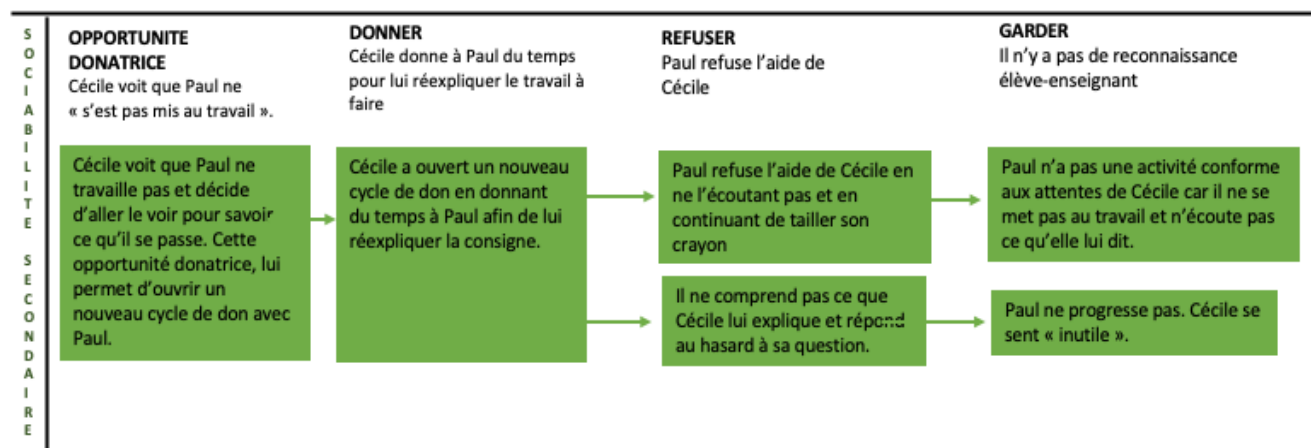 SOCIABILITE SECONDAIRE
OPPORTUNITE
DONATRICE
Cécile voit que Paul ne
« s'est pas mis au travail ».
DONNER
Cécile donne à Paul du temps
pour lui réexpliquer le travail à
faire
REFUSER
Paul refuse l'aide de
Cécile
GARDER
Il n'y a pas de reconnaissance
élève-enseignant
Cécile voit que Paul ne
travaille pas et décide
d'aller le voir pour savoir
ce qu'il se passe. Cette
opportunité donatrice, lui
permet d'ouvrir un
nouveau cycle de don avec
Paul.
Cécile a ouvert un nouveau
cycle de don en donnant
du temps à Paul afin de lui
réexpliquer la consigne.
Paul refuse l'aide de Cécile en
ne l'écoutant pas et en
continuant de tailler son
crayon
Paul n'a pas une activité conforme
aux attentes de Cécile car il ne se
met pas au travail et n'écoute pas
ce qu'elle lui dit.
Il ne comprend pas ce que
Cécile lui explique et répond
au hasard à sa question.
Paul ne progresse pas. Cécile se
sent « inutile ».